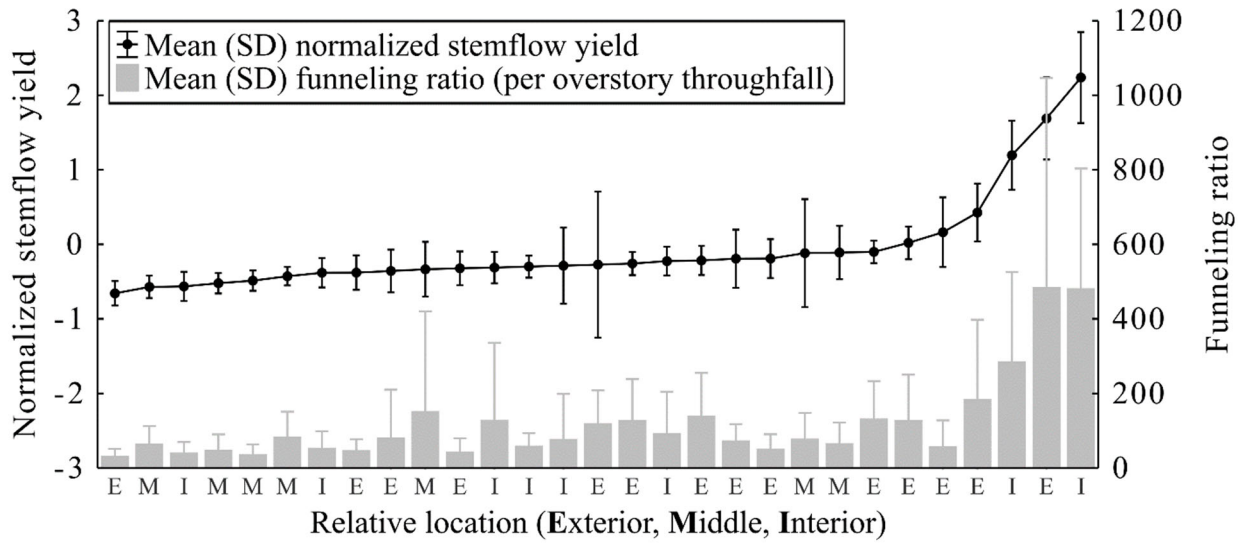 3
2
1
0
-1
-2
-3
Normalized stemflow yield
Mean (SD) normalized stemflow yield
Mean (SD) funneling ratio (per overstory throughfall)
1200
1000
800
600
400
200
0
Funneling ratio
E M I M M M I E E M E I I I E E I E E E M M E E E E I E I
Relative location (Exterior, Middle, Interior)